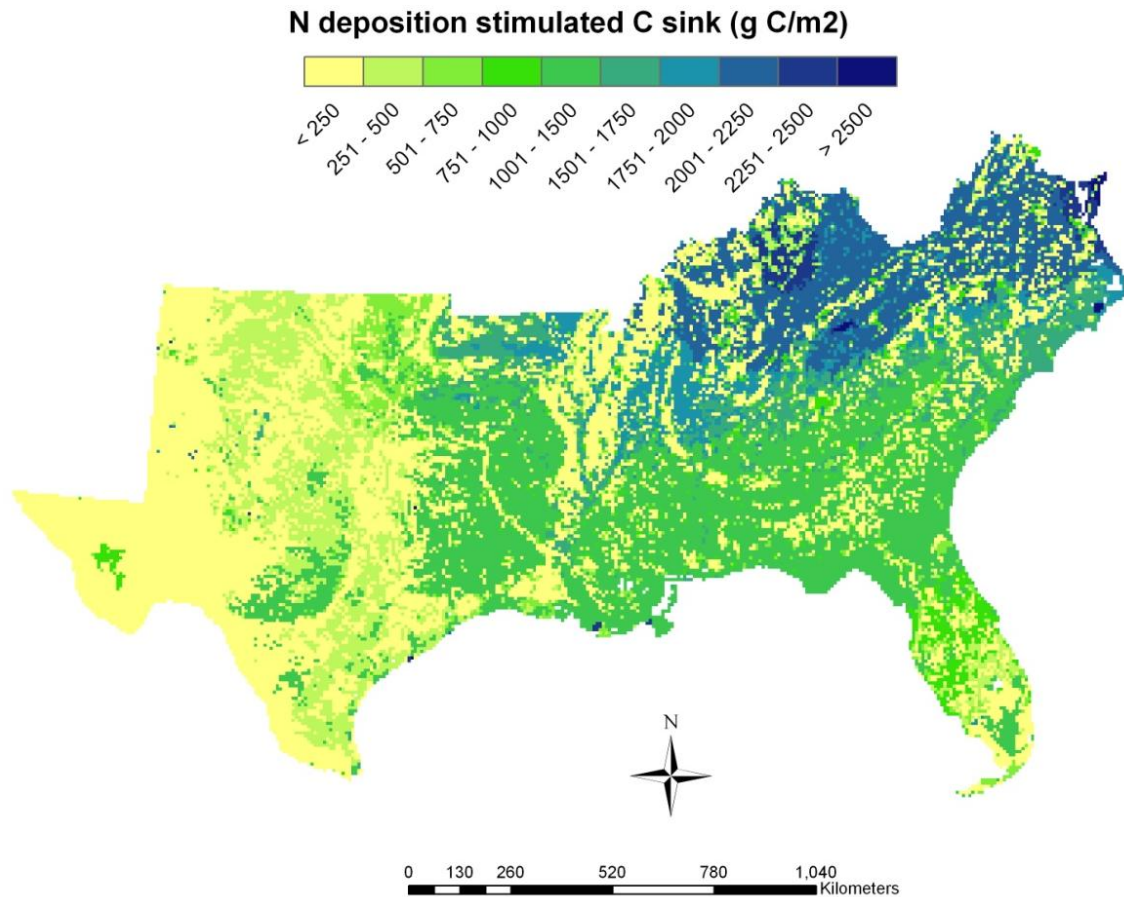 N deposition stimulated C sink (g C/m2)
< 250
251 - 500
501 - 750
751 - 1000
1001 - 1500
1501 - 1750
1751 - 2000
2001 - 2250
2251 - 2500
> 2500
N
0 130 260 520 780 1,040
Kilometers